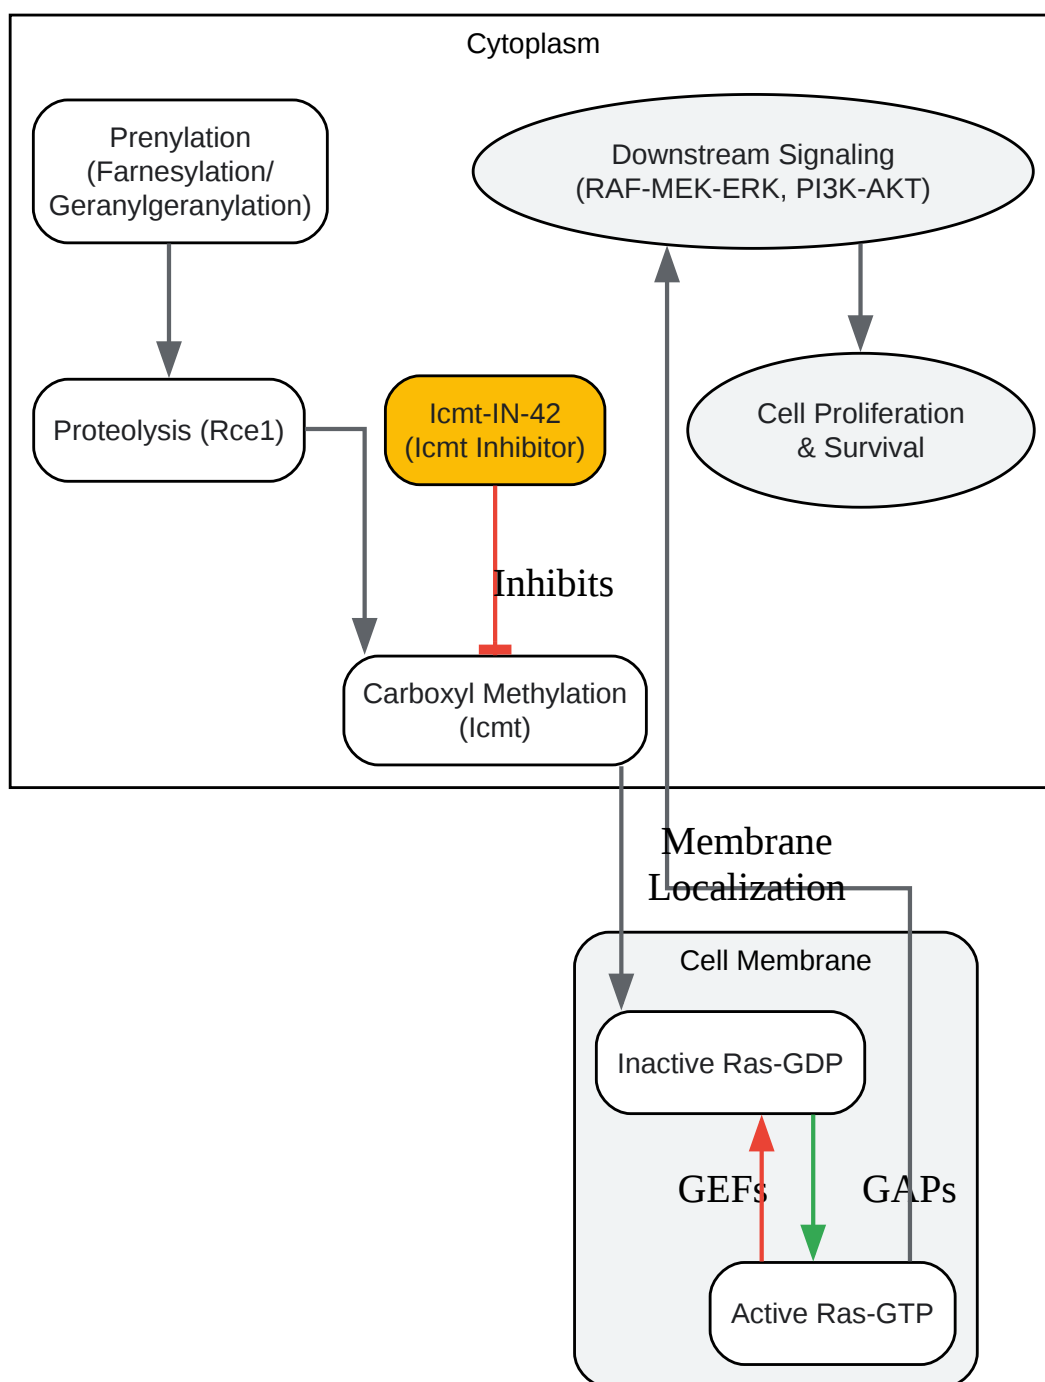 Cytoplasm
Prenylation
(Farnesylation/
Geranylgeranylation)
Downstream Signaling
(RAF-MEK-ERK, PI3K-AKT)
Proteolysis (Rce1)
Icmt-IN-42
(Icmt Inhibitor)
Cell Proliferation
& Survival
Inhibits
Carboxyl Methylation
(Icmt)
Membrane
Localization
Cell Membrane
Inactive Ras-GDP
GEFs
GAPs
Active Ras-GTP